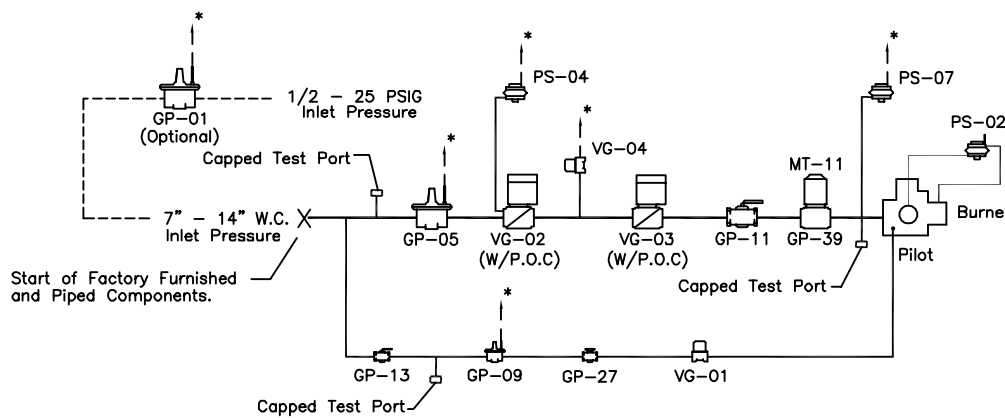 *
*
*
PS-04
PS-07
1/2 - 25 PSIG
Inlet Pressure
GP-01
(Optional)
*
*
PS-02
Capped Test Port
VG-04
MT-11
7" - 14" W.C.
Inlet Pressure
GP-05
VG-02
(W/P.O.C)
VG-03
(W/P.O.C)
GP-11
GP-39
Burne
Pilot
Start of Factory Furnished
and Piped Components.
Capped Test Port
*
GP-13
GP-09
GP-27
VG-01
Capped Test Port